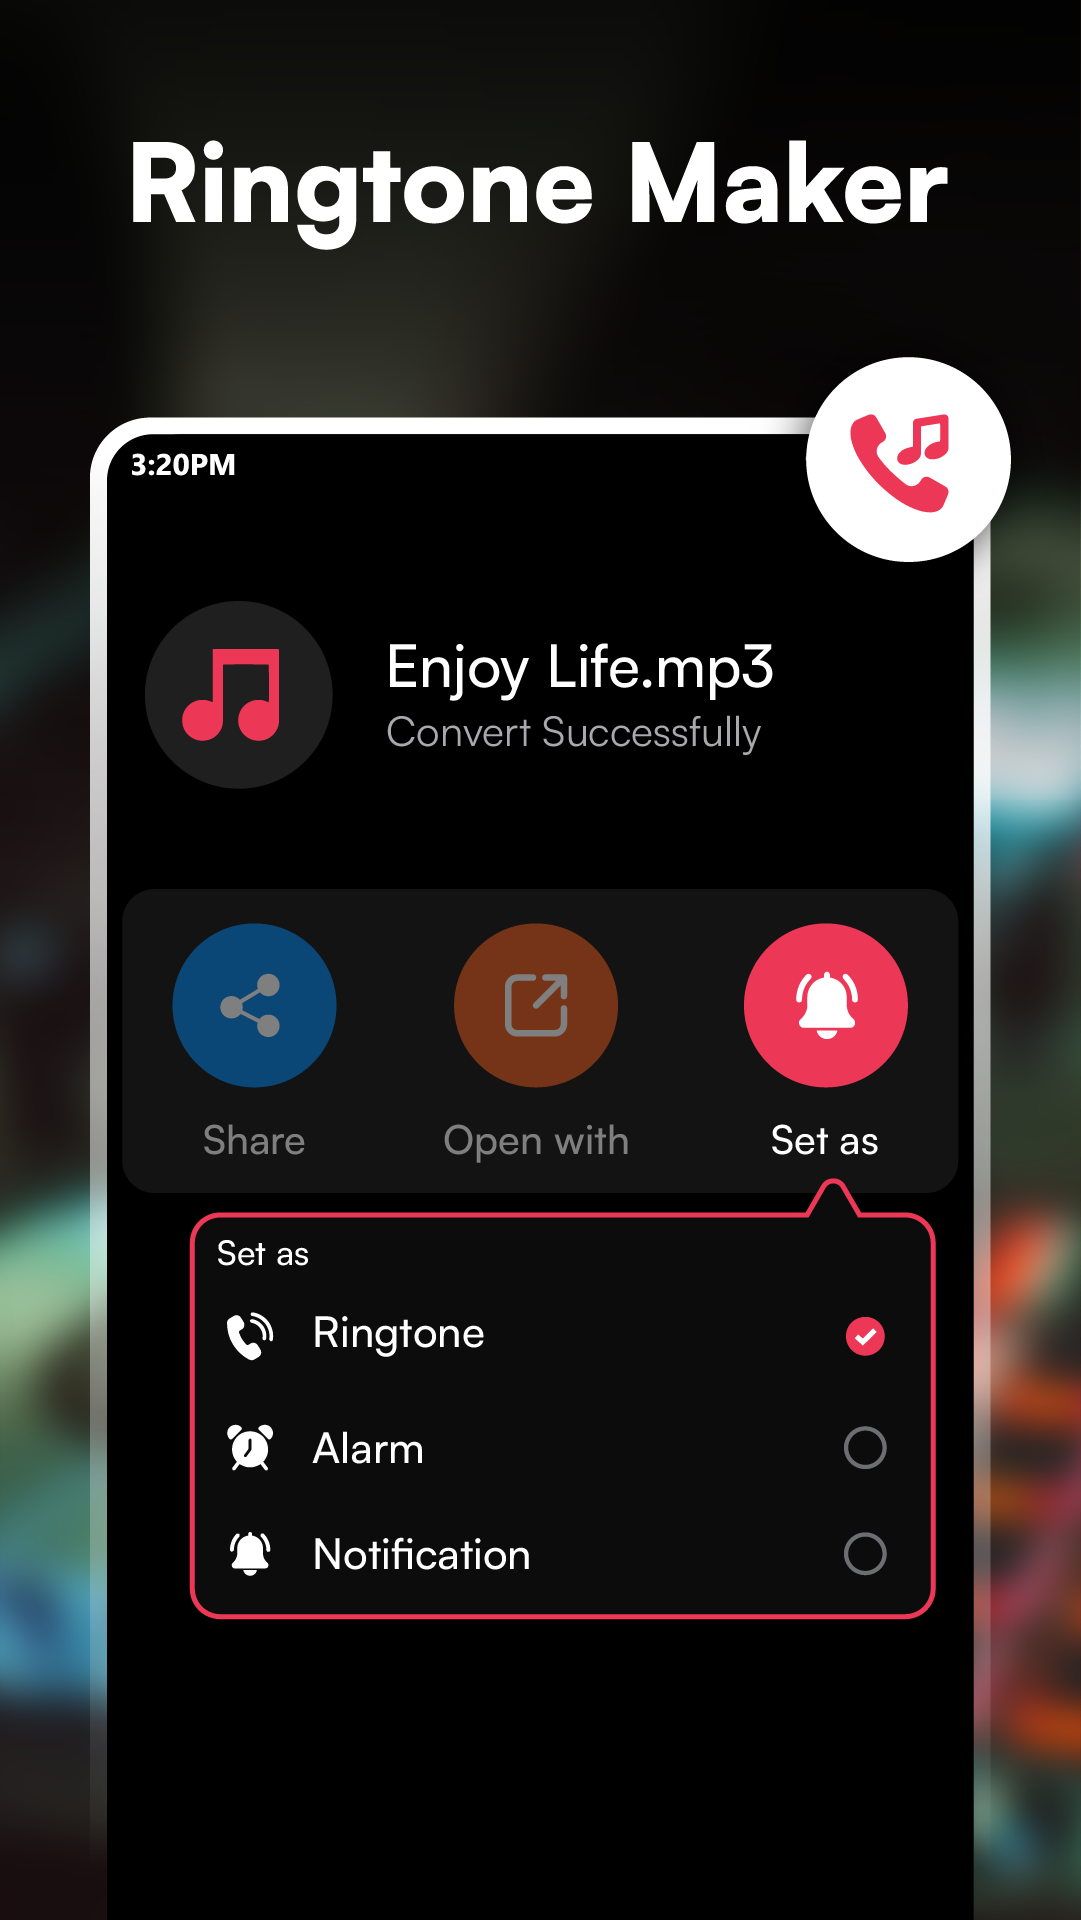 Ringtone Maker
3:20PM
Enjoy Life.mp3
Convert Successfully
Share
Open with
Set as
Set as
Ringtone
Alarm
Notification